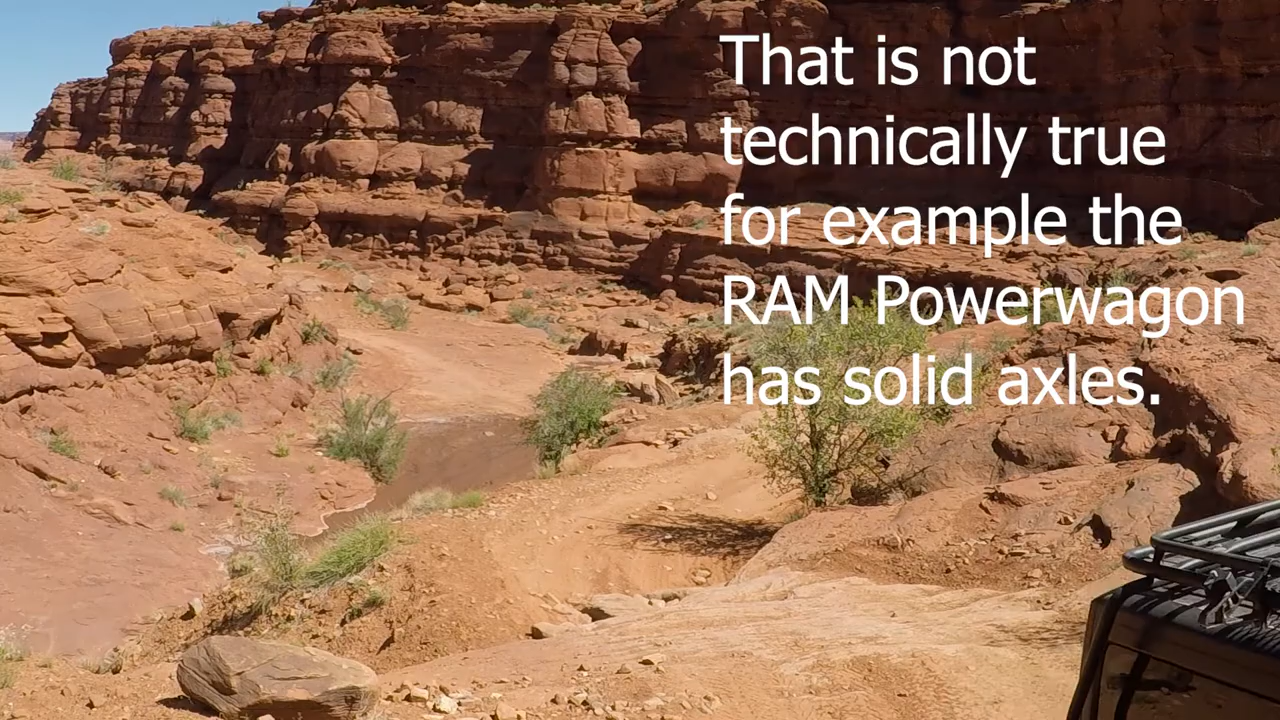 That is not
technically true
for example the
RAM Powerwagon
has solid axles.